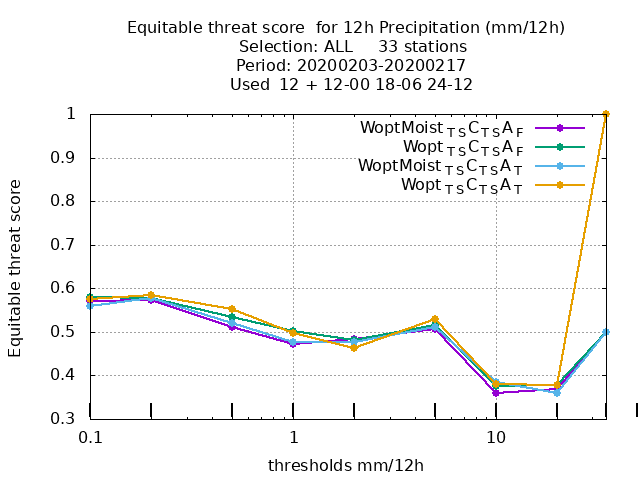 Equitable threat score  for 12h Precipitation (mm/12h)
Selection: ALL     33 stations
Period: 20200203-20200217
Used  12 + 12-00 18-06 24-12
WoptMoist TS C TS A F
Wopt TS C TS A F
WoptMoist TS C TS A T
Wopt TS C TS A T
Equitable threat score
1
0.9
0.8
0.7
0.6
0.5
0.4
0.3
0.1 1 10
thresholds mm/12h